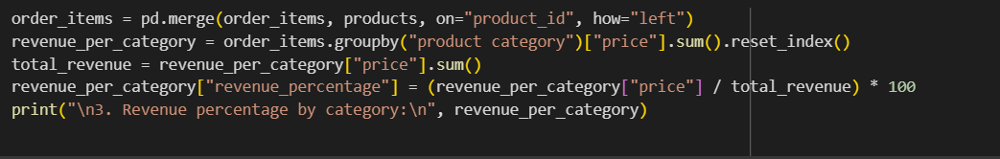 order_items = pd.merge(order_items, products, on="product_id", how="left")
revenue_per_category = order_items.groupby("product category")["price"].sum().reset_index()
total_revenue = revenue_per_category["price"].sum()
revenue_per_category["revenue_percentage"] = (revenue_per_category["price"] / total_revenue) * 100
print("\n3. Revenue percentage by category:\n", revenue_per_category)